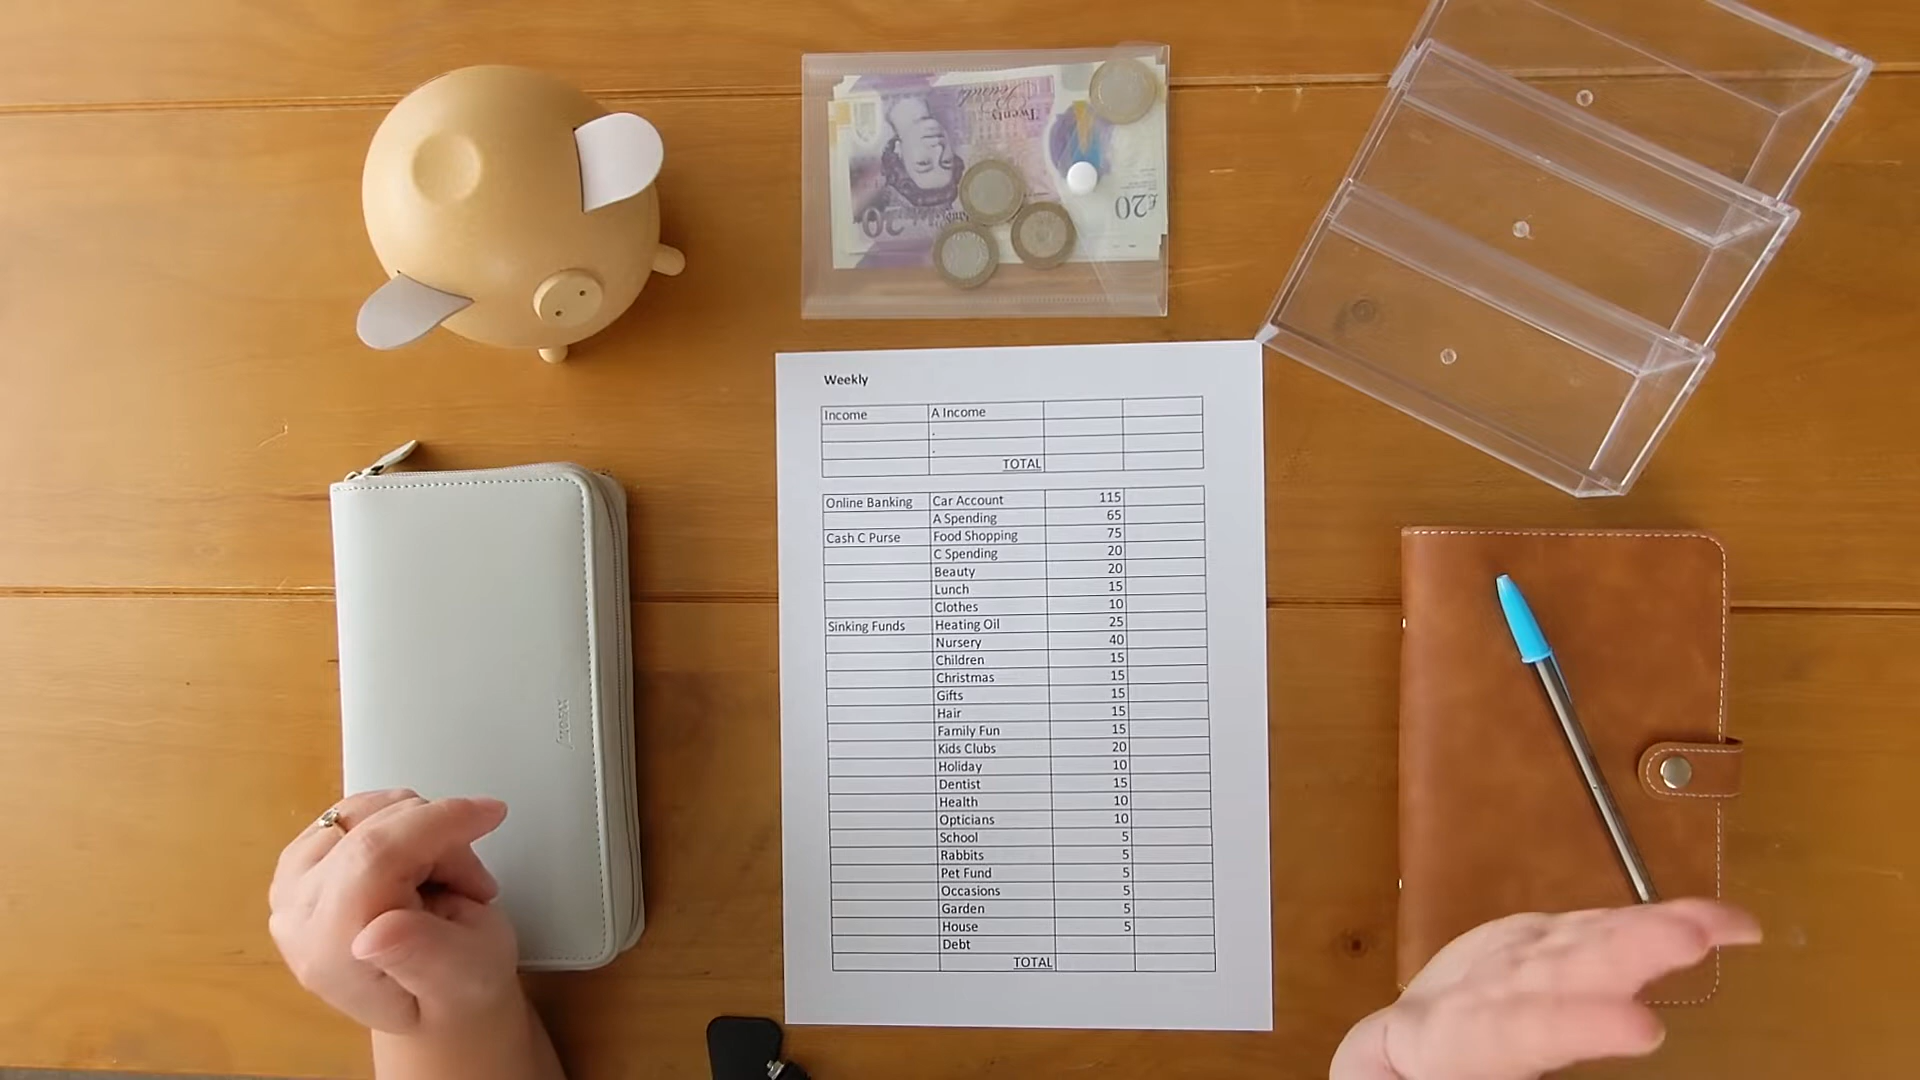 Twenty
Pounds
£20
20
Weekly
Income A Income
.
.
TOTAL
Online Banking Car Account 115
A Spending 65
Cash C Purse Food Shopping 75
C Spending 20
Beauty 20
Lunch 15
Clothes 10
Sinking Funds Heating Oil 25
Nursery 40
Children 15
Christmas 15
Gifts 15
Hair 15
Family Fun 15
Kids Clubs 20
Holiday 10
Dentist 15
Health 10
Opticians 10
School 5
Rabbits 5
Pet Fund 5
Occasions 5
Garden 5
House 5
Debt
TOTAL